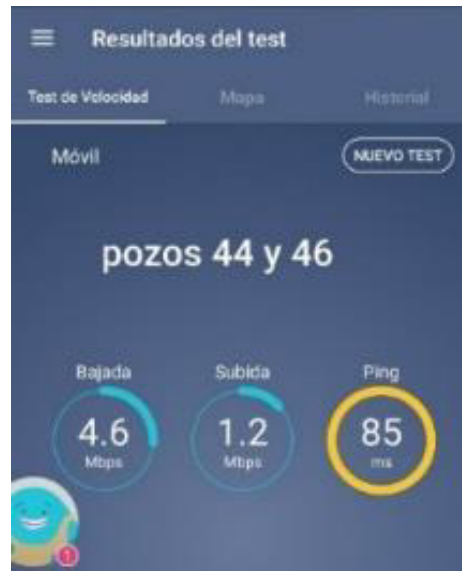 Resultados del test
Test de Velocidad Mapa Historial
Móvil NUEVO TEST
pozos 44 y 46
Bajada Subida Ping
4.6 1.2 85
Mbps Mbps ms
1